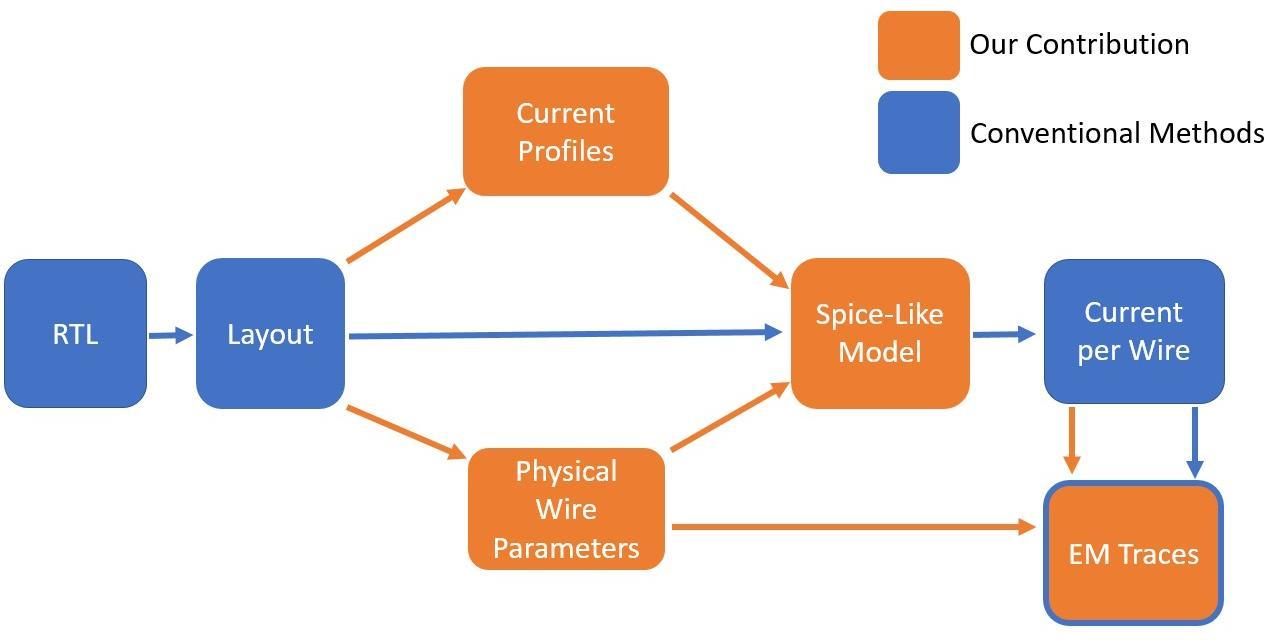 Our Contribution
Conventional Methods
Current
Profiles
RTL
Layout
Spice-Like
Model
Current
per Wire
Physical
Wire
Parameters
EM Traces